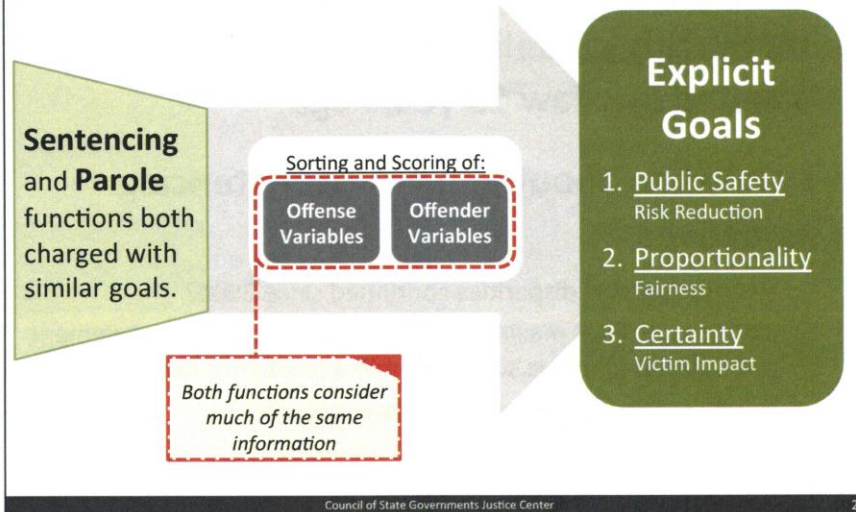 Sentencing
and Parole
functions both
charged with
similar goals.
Sorting and Scoring of:
Offense
Variables
Offender
Variables
Both functions consider
much of the same
information
Explicit
Goals
1. Public Safety
Risk Reduction
2. Proportionality
Fairness
3. Certainty
Victim Impact
Council of State Governments Justice Center